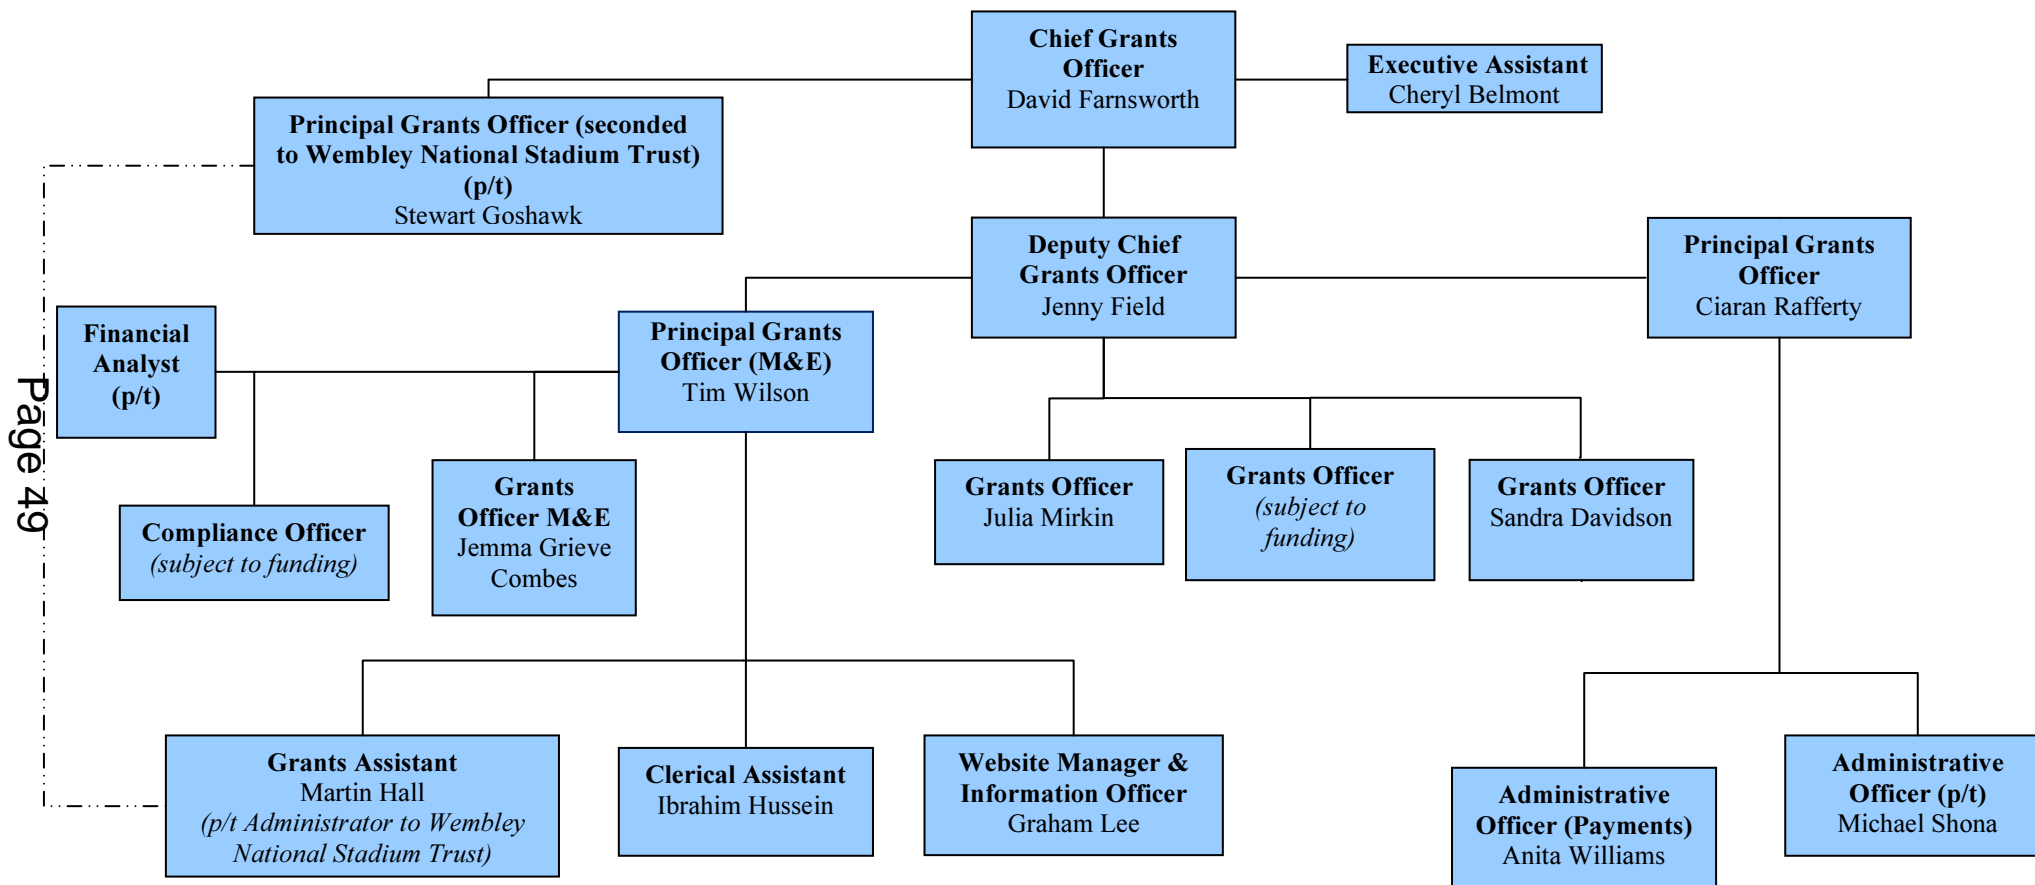 Chief Grants
Officer
David Farnsworth
Executive Assistant
Cheryl Belmont
Principal Grants Officer (seconded
to Wembley National Stadium Trust)
(p/t)
Stewart Goshawk
Deputy Chief
Grants Officer
Jenny Field
Principal Grants
Officer
Ciaran Rafferty
Financial
Analyst
(p/t)
Principal Grants
Officer (M&E)
Tim Wilson
Page 49
Compliance Officer
(subject to funding)
Grants
Officer M&E
Jemma Grieve
Combes
Grants Officer
Julia Mirkin
Grants Officer
(subject to
funding)
Grants Officer
Sandra Davidson
Grants Assistant
Martin Hall
(p/t Administrator to Wembley
National Stadium Trust)
Clerical Assistant
Ibrahim Hussein
Website Manager &
Information Officer
Graham Lee
Administrative
Officer (Payments)
Anita Williams
Administrative
Officer (p/t)
Michael Shona